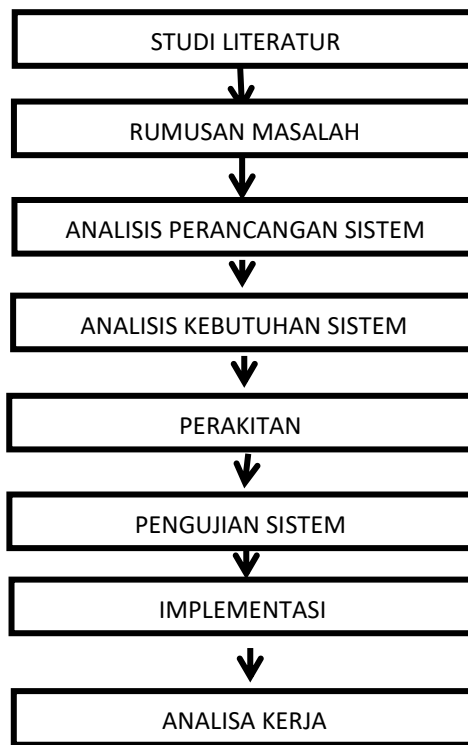 STUDI LITERATUR
RUMUSAN MASALAH
ANALISIS PERANCANGAN SISTEM
ANALISIS KEBUTUHAN SISTEM
PERAKITAN
PENGUJIAN SISTEM
IMPLEMENTASI
ANALISA KERJA